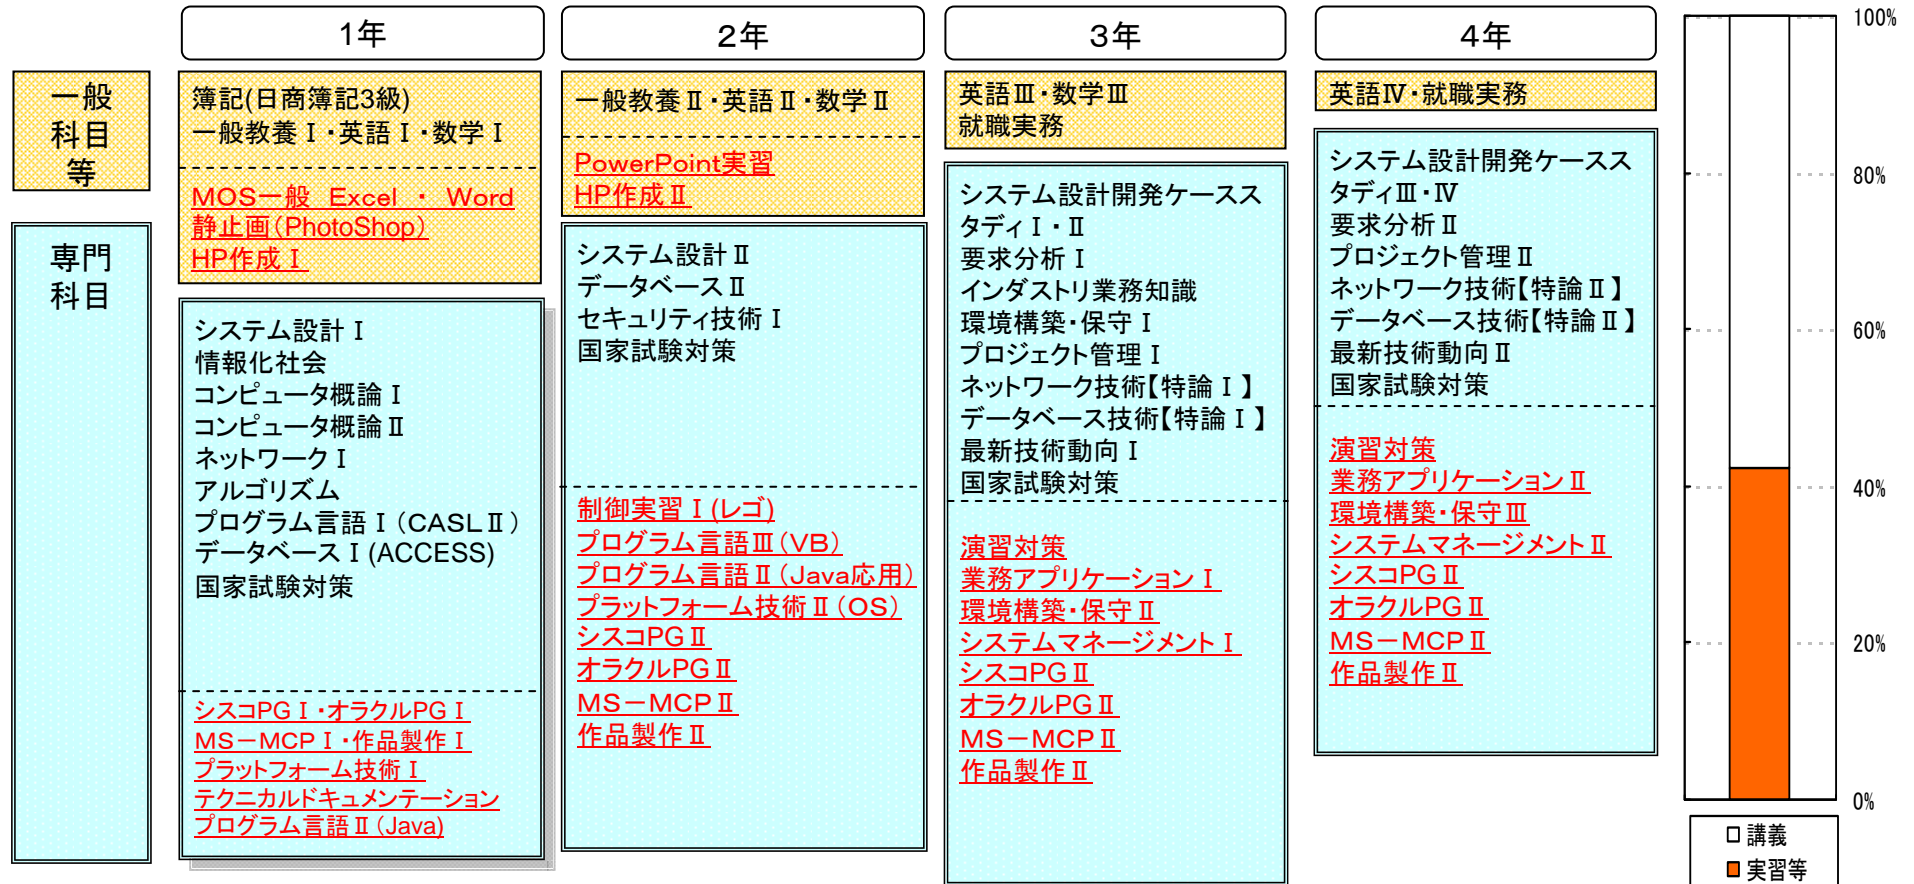 1年
2年
3年
4年
一般
科目
等
簿記(日商簿記3級)
一般教養Ⅰ・英語Ⅰ・数学Ⅰ
MOS一般 Excel ・ Word
静止画(PhotoShop)
HP作成Ⅰ
一般教養Ⅱ・英語Ⅱ・数学Ⅱ
PowerPoint実習
HP作成Ⅱ
英語Ⅲ・数学Ⅲ
就職実務
英語Ⅳ・就職実務
専門
科目
システム設計Ⅰ
情報化社会
コンピュータ概論Ⅰ
コンピュータ概論Ⅱ
ネットワークⅠ
アルゴリズム
プログラム言語Ⅰ(CASLⅡ)
データベースⅠ(ACCESS)
国家試験対策
シスコPGⅠ・オラクルPGⅠ
MS－MCPⅠ・作品製作Ⅰ
プラットフォーム技術Ⅰ
テクニカルドキュメンテーション
プログラム言語Ⅱ(Java)
システム設計Ⅱ
データベースⅡ
セキュリティ技術Ⅰ
国家試験対策
制御実習Ⅰ(レゴ)
プログラム言語Ⅲ(VB)
プログラム言語Ⅱ(Java応用)
プラットフォーム技術Ⅱ(OS)
シスコPGⅡ
オラクルPGⅡ
MS－MCPⅡ
作品製作Ⅱ
システム設計開発ケースス
タディⅠ・Ⅱ
要求分析Ⅰ
インダストリ業務知識
環境構築・保守Ⅰ
プロジェクト管理Ⅰ
ネットワーク技術【特論Ⅰ】
データベース技術【特論Ⅰ】
最新技術動向Ⅰ
国家試験対策
演習対策
業務アプリケーションⅠ
環境構築・保守Ⅱ
システムマネージメントⅠ
シスコPGⅡ
オラクルPGⅡ
MS－MCPⅡ
作品製作Ⅱ
システム設計開発ケースス
タディⅢ・Ⅳ
要求分析Ⅱ
プロジェクト管理Ⅱ
ネットワーク技術【特論Ⅱ】
データベース技術【特論Ⅱ】
最新技術動向Ⅱ
国家試験対策
演習対策
業務アプリケーションⅡ
環境構築・保守Ⅲ
システムマネージメントⅡ
シスコPGⅡ
オラクルPGⅡ
MS－MCPⅡ
作品製作Ⅱ
100%
80%
60%
40%
20%
0%
講義
実習等